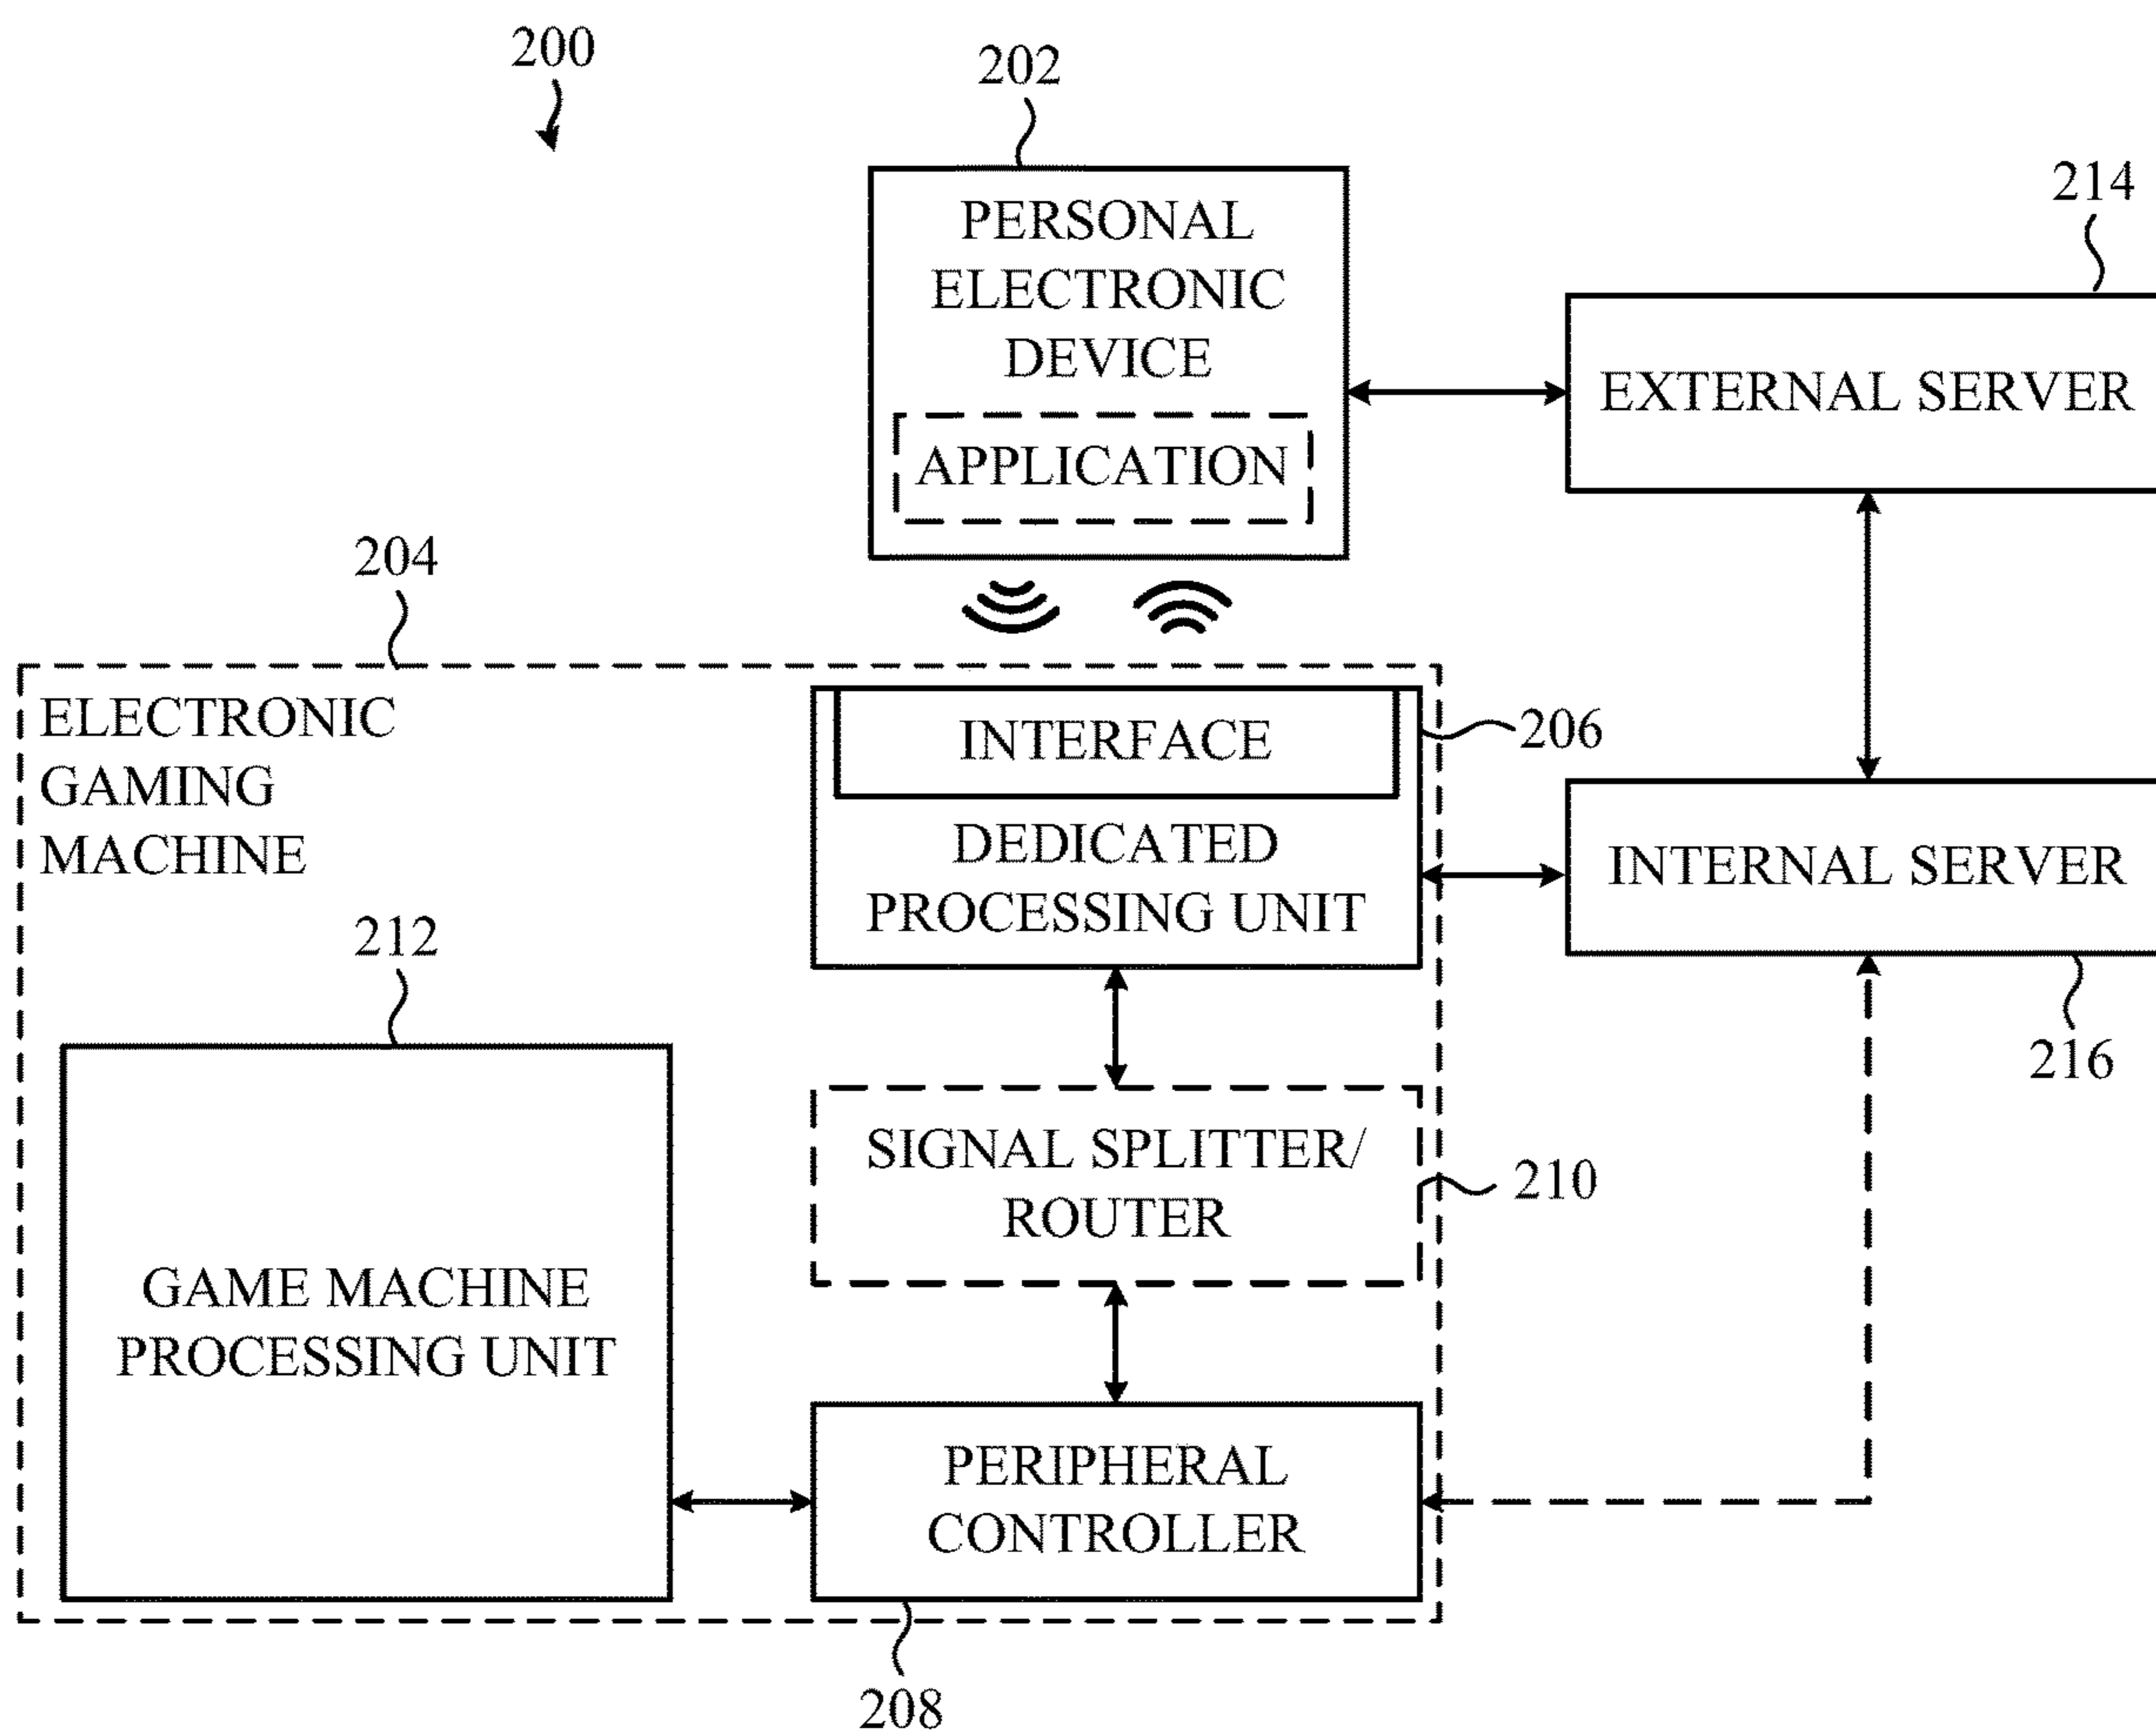 200
202
PERSONAL
ELECTRONIC
DEVICE
APPLICATION
214
EXTERNAL SERVER
204
ELECTRONIC
GAMING
MACHINE
INTERFACE
206
DEDICATED
PROCESSING UNIT
INTERNAL SERVER
216
212
GAME MACHINE
PROCESSING UNIT
SIGNAL SPLITTER/
ROUTER
210
PERIPHERAL
CONTROLLER
208